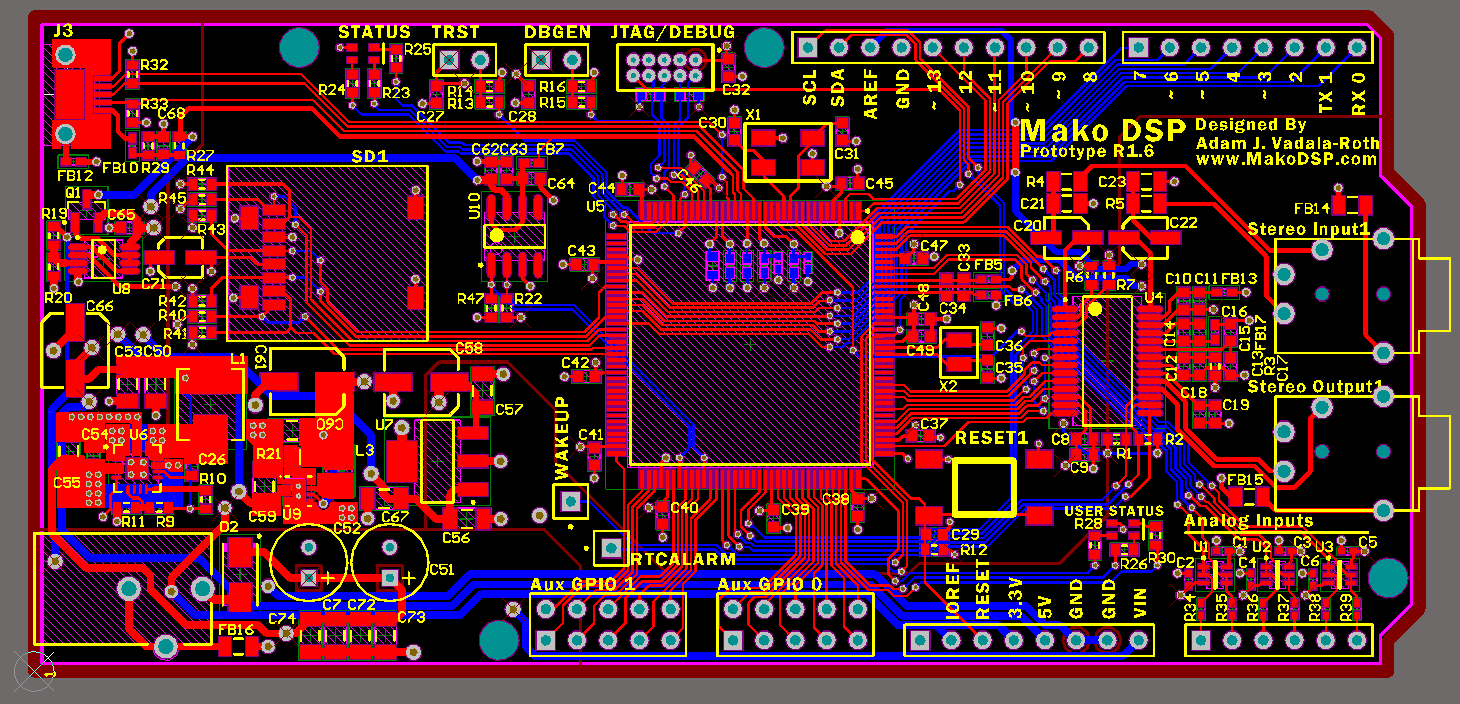 J3
STATUS
TRST
DBGEN
JTAG/DEBUG
R25
R32
R24
R23
R14
R13
C27
R16
R15
C28
C32
SCL
SDA
AREF
GND
~ 13
12
~ 11
~ 10
~ 9
8
7
~ 6
~ 5
4
~ 3
2
TX 1
RX 0
R33
C68
C30
X1
C31
Mako DSP
Prototype R1.6
Designed By
Adam J. Vadala-Roth
www.MakoDSP.com
FB12
FB10
R29
R27
R44
SD1
C62
C63
FB7
C64
C44
C46
C45
Q1
R45
R43
R19
C65
U10
U5
R4
C21
C23
R5
C20
C22
FB14
Stereo Input1
R20
U8
C71
C66
R42
R40
R41
R47
R22
C43
C47
C33
FB5
FB6
C48
C34
C49
R6
R7
U4
C10
C11
FB13
C16
C14
C15
FB17
C53
C50
L1
C61
C58
C42
C36
C35
X2
C12
C13
R3
C17
Stereo Output1
C57
C60
U7
C18
C19
C54
U6
C26
R21
L3
WAKEUP
C41
C37
RESET1
C8
C9
R1
R2
C55
R10
R11
R9
C59
U9
C52
C67
C56
C40
C39
C38
FB15
D2
C51
RTCALARM
C29
R12
USER STATUS
R28
R26
R30
Analog Inputs
U1
C1
U2
C3
U3
C5
C2
C4
C6
Aux GPIO 1
Aux GPIO 0
IOREF
RESET
3.3V
5V
GND
GND
VIN
R34
R35
R36
R37
R38
R39
C74
C7
C72
C73
FB16
1